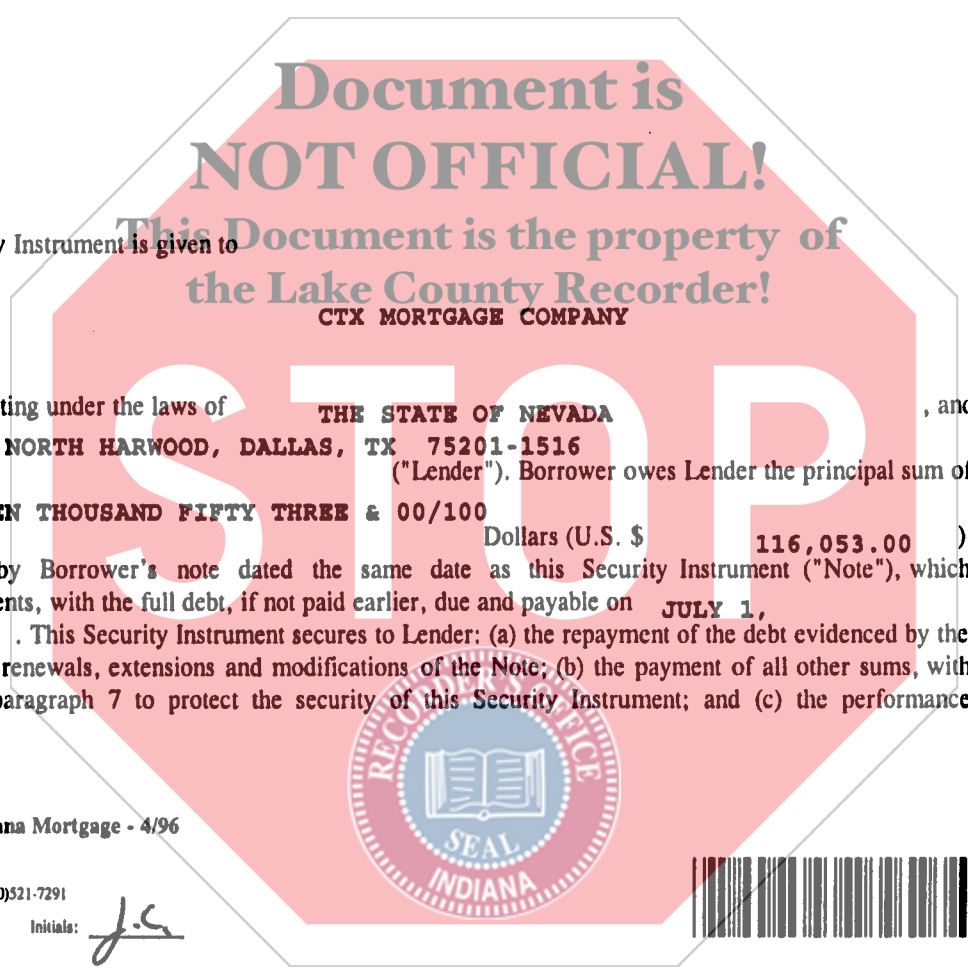 Document is
NOT OFFICIAL!
This Document is the property of
the Lake County Recorder!
Instrument is given to
CTX MORTGAGE COMPANY
ting under the laws of THE STATE OF NEVADA , and
NORTH HARWOOD, DALLAS, TX 75201-1516
("Lender"). Borrower owes Lender the principal sum of
EN THOUSAND FIFTY THREE & 00/100
Dollars (U.S. $ 116,053.00 )
by Borrower's note dated the same date as this Security Instrument ("Note"), which
ents, with the full debt, if not paid earlier, due and payable on JULY 1,
. This Security Instrument secures to Lender: (a) the repayment of the debt evidenced by the
renewals, extensions and modifications of the Note; (b) the payment of all other sums, with
paragraph 7 to protect the security of this Security Instrument; and (c) the performance
STOP
RECORDER'S OFFICE
SEAL
INDIANA
ana Mortgage - 4/96
0)521-7291
Initials: J.C.